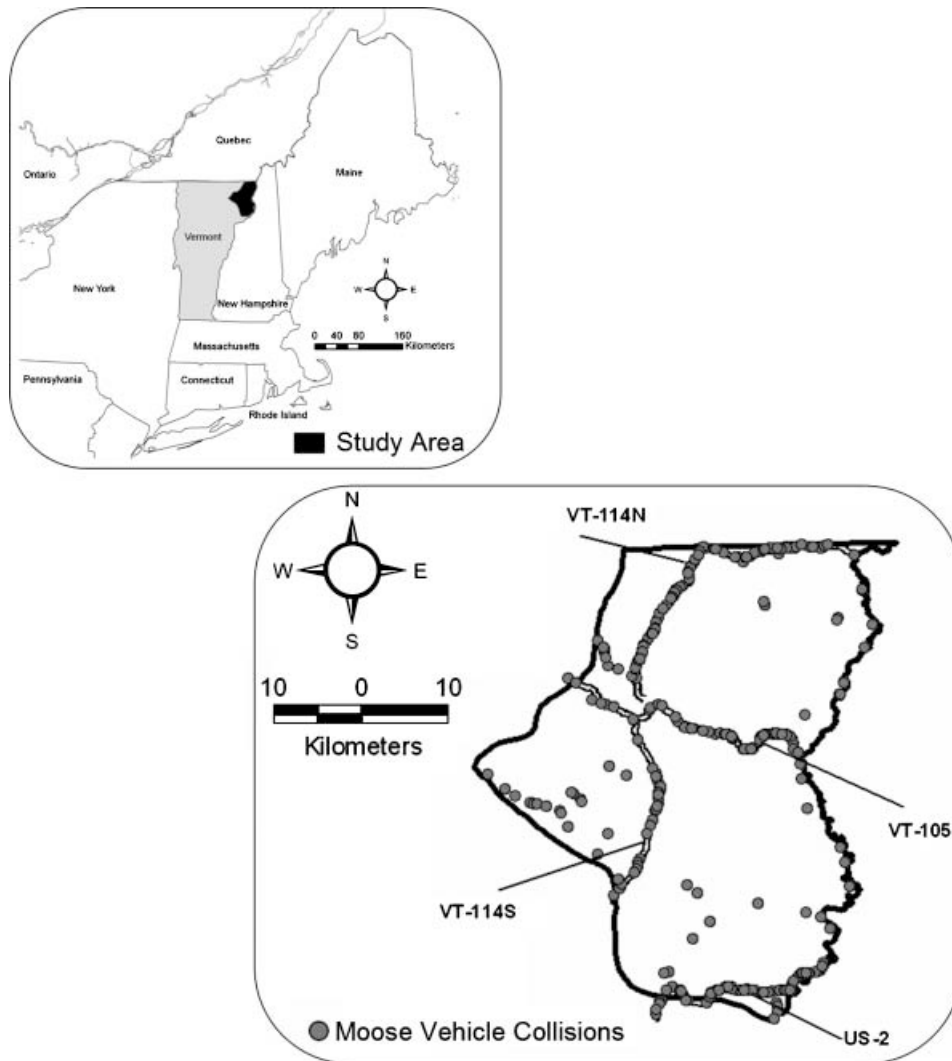 Quebec
Ontario
Maine
Vermont
New York
New Hampshire
N
W E
S
0 40 80 160
Kilometers
Massachusetts
Pennsylvania
Connecticut
Rhode Island
Study Area
VT-114N
N
W E
S
10 0 10
Kilometers
VT-105
VT-114S
US-2
Moose Vehicle Collisions